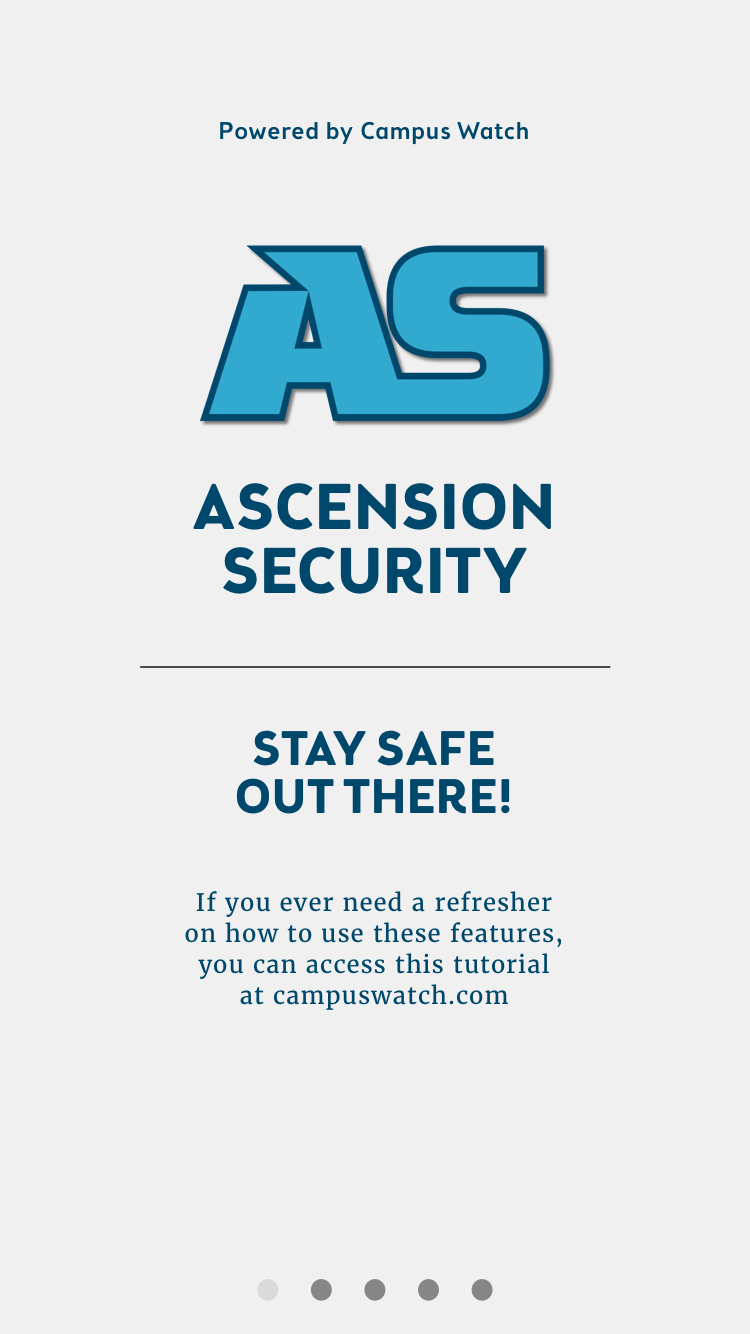 Powered by Campus Watch
AS
ASCENSION
SECURITY
STAY SAFE
OUT THERE!
If you ever need a refresher
on how to use these features,
you can access this tutorial
at campuswatch.com